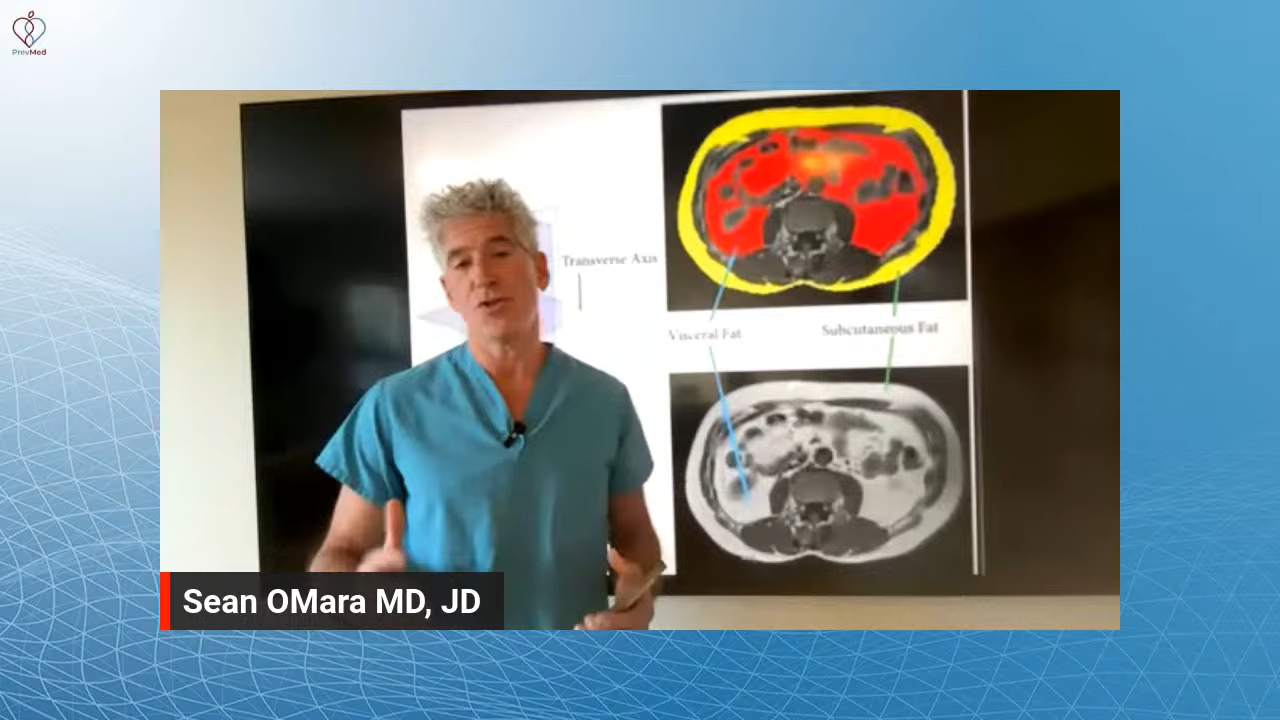 PrevMed
Transverse Axis
Visceral Fat
Subcutaneous Fat
Sean OMara MD, JD